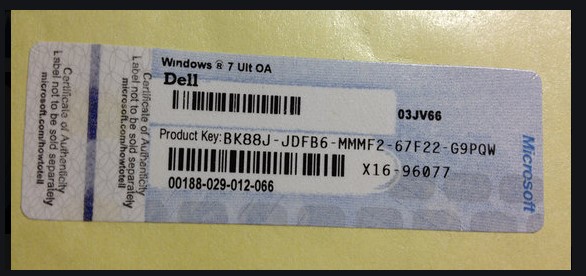 Certificate of Authenticity
Label not to be sold separately
microsoft.com/howtotell
Certificate of Authenticity
Label not to be sold separately
microsoft.com/howtotell
Windows ® 7 Ult OA
Dell
03JV66
Product Key: BK88J-JDFB6-MMMF2-67F22-G9PQW
X16-96077
00188-029-012-066
Microsoft